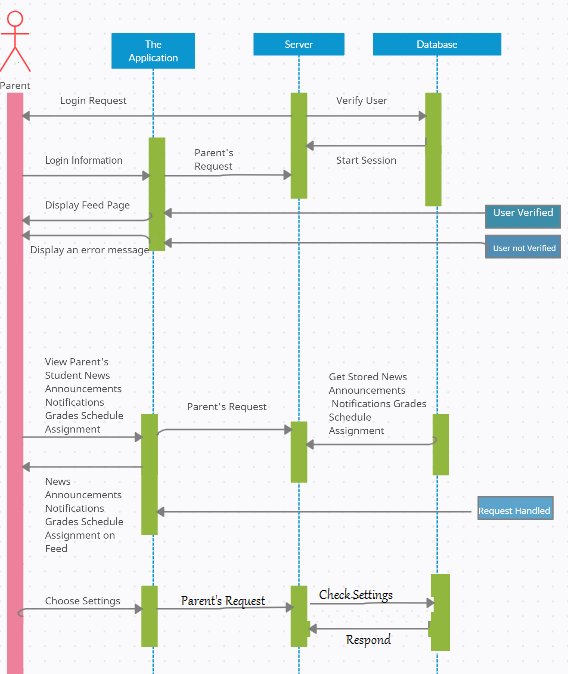 The
Application
Server
Database
Parent
Login Request
Verify User
Login Information
Parent's
Request
Start Session
Display Feed Page
User Verified
Display an error message
User not Verified
View Parent's
Student News
Announcements
Notifications
Grades Schedule
Assignment
Parent's Request
Get Stored News
Announcements
Notifications Grades
Schedule
Assignment
News
Announcements
Notifications
Grades Schedule
Assignment on
Feed
Request Handled
Choose Settings
Parent's Request
Check Settings
Respond